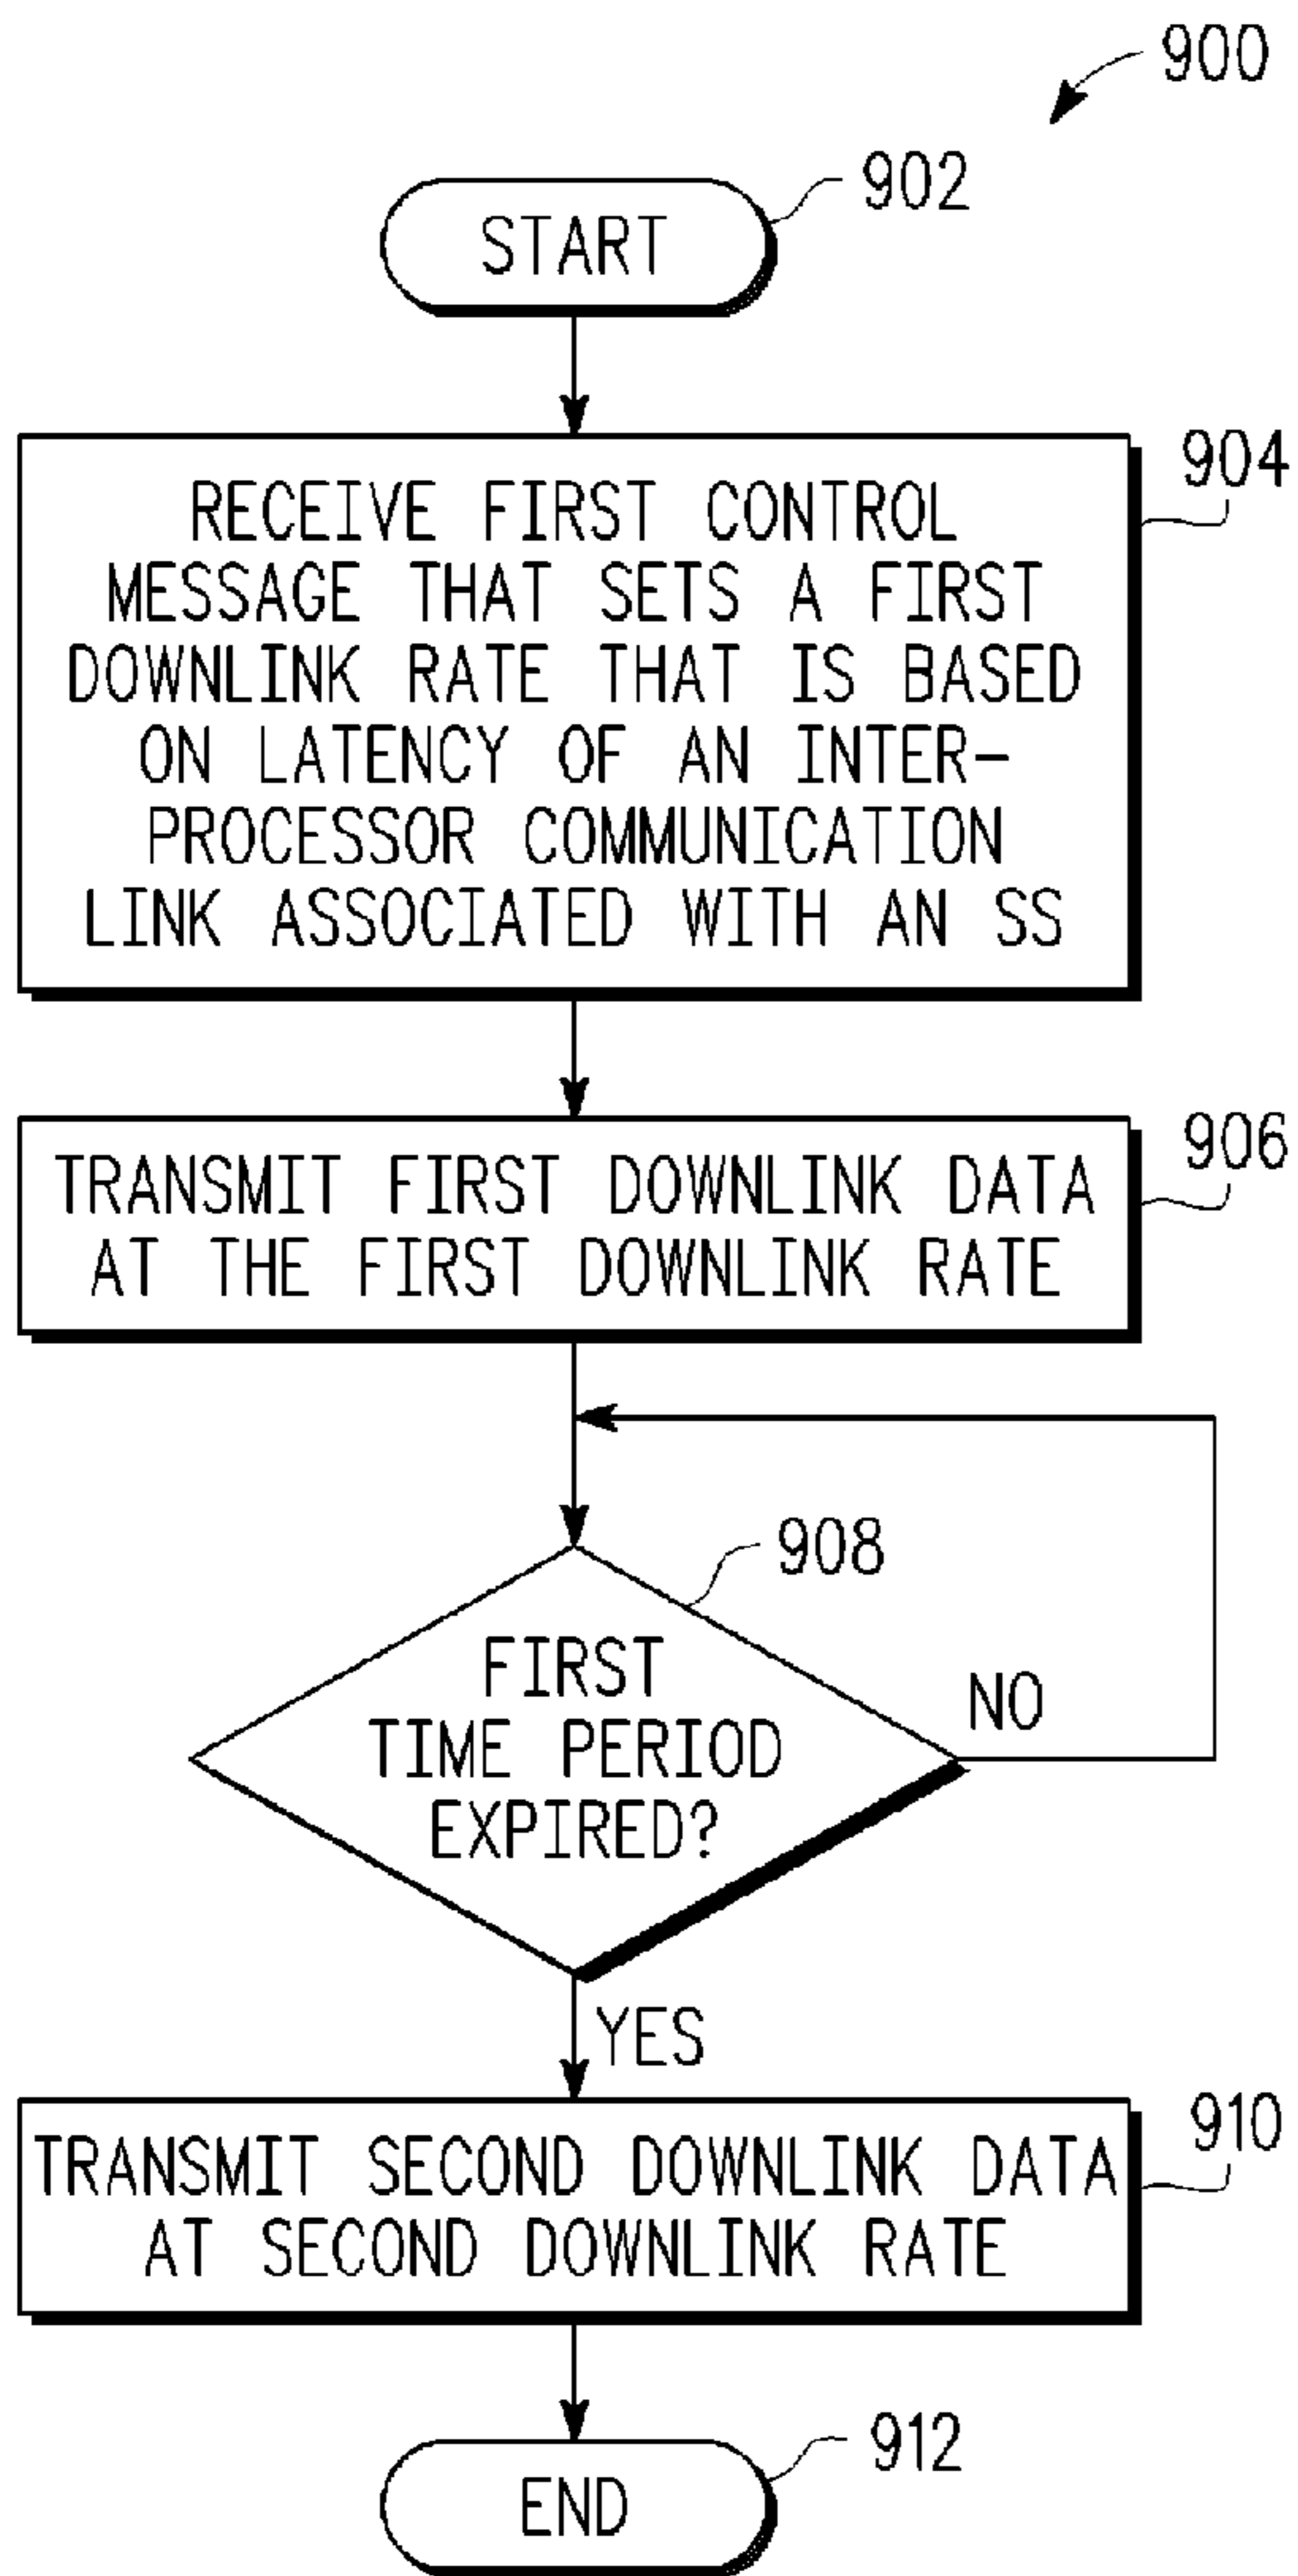 900
902
START
904
RECEIVE FIRST CONTROL
MESSAGE THAT SETS A FIRST
DOWNLINK RATE THAT IS BASED
ON LATENCY OF AN INTER-
PROCESSOR COMMUNICATION
LINK ASSOCIATED WITH AN SS
906
TRANSMIT FIRST DOWNLINK DATA
AT THE FIRST DOWNLINK RATE
908
FIRST
TIME PERIOD
EXPIRED?
NO
YES
910
TRANSMIT SECOND DOWNLINK DATA
AT SECOND DOWNLINK RATE
912
END